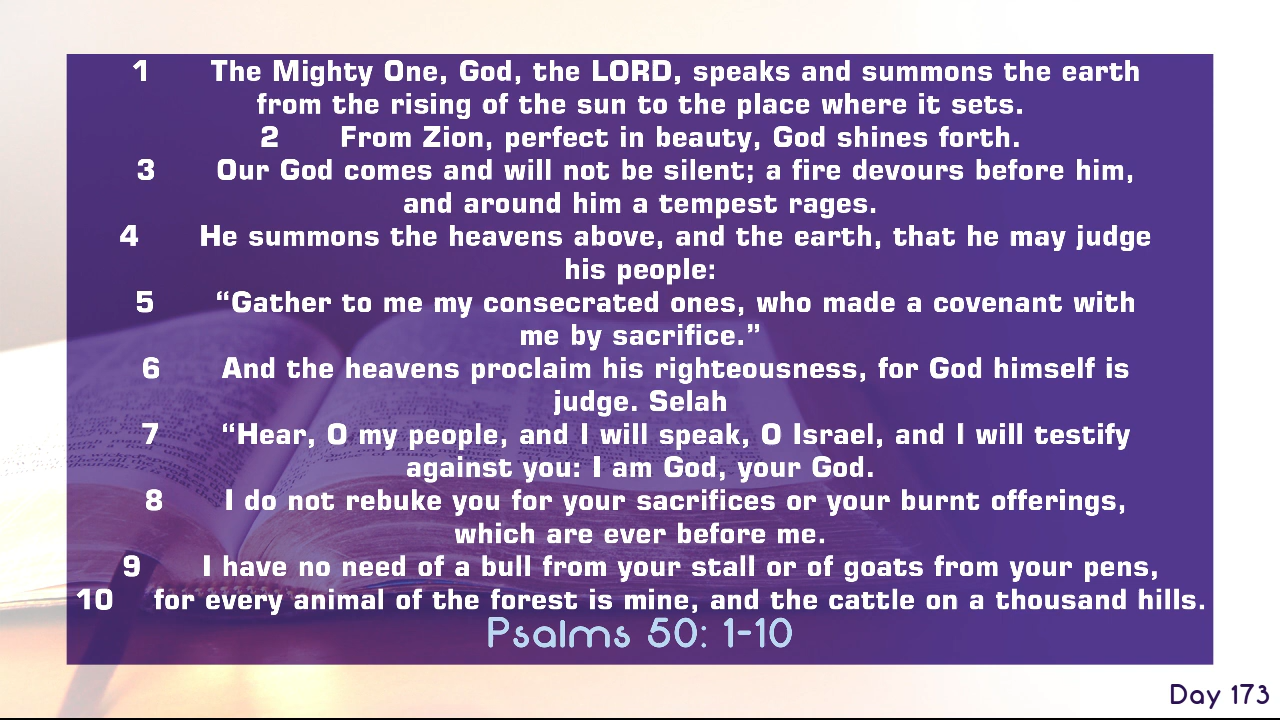 1 The Mighty One, God, the LORD, speaks and summons the earth
from the rising of the sun to the place where it sets.
2 From Zion, perfect in beauty, God shines forth.
3 Our God comes and will not be silent; a fire devours before him,
and around him a tempest rages.
4 He summons the heavens above, and the earth, that he may judge
his people:
5 “Gather to me my consecrated ones, who made a covenant with
me by sacrifice.”
6 And the heavens proclaim his righteousness, for God himself is
judge. Selah
7 “Hear, O my people, and I will speak, O Israel, and I will testify
against you: I am God, your God.
8 I do not rebuke you for your sacrifices or your burnt offerings,
which are ever before me.
9 I have no need of a bull from your stall or of goats from your pens,
10 for every animal of the forest is mine, and the cattle on a thousand hills.
Psalms 50: 1-10
Day 173